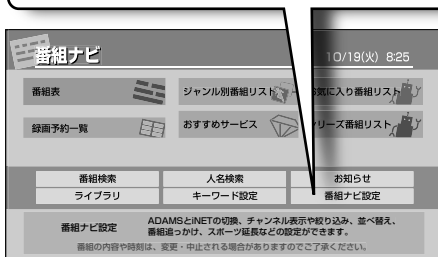 番組ナビ
10/19(火) 8:25
番組表
ジャンル別番組リスト
気に入り番組リスト
録画予約一覧
おすすめサービス
リーズ番組リスト
番組検索
人名検索
お知らせ
ライブラリ
キーワード設定
番組ナビ設定
番組ナビ設定
ADAMSとiNETの切換、チャンネル表示や絞り込み、並べ替え、
番組追っかけ、スポーツ延長などの設定ができます。
番組の内容や時刻は、変更・中止される場合がありますのでご了承ください。